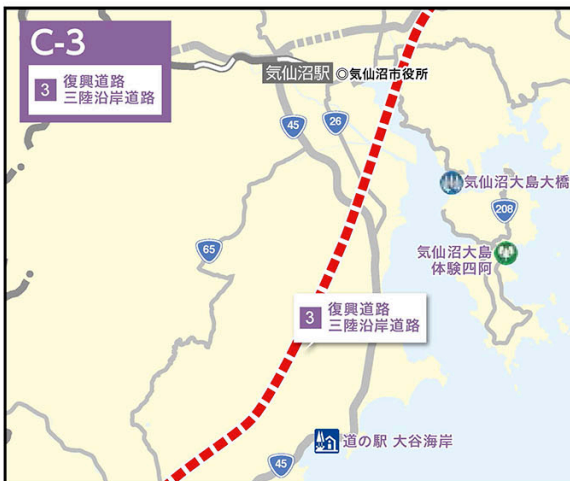 C-3
3 復興道路
三陸沿岸道路
気仙沼駅 ◎気仙沼市役所
45
26
気仙沼大島大橋
208
65
気仙沼大島
体験四阿
3 復興道路
三陸沿岸道路
道の駅 大谷海岸
45